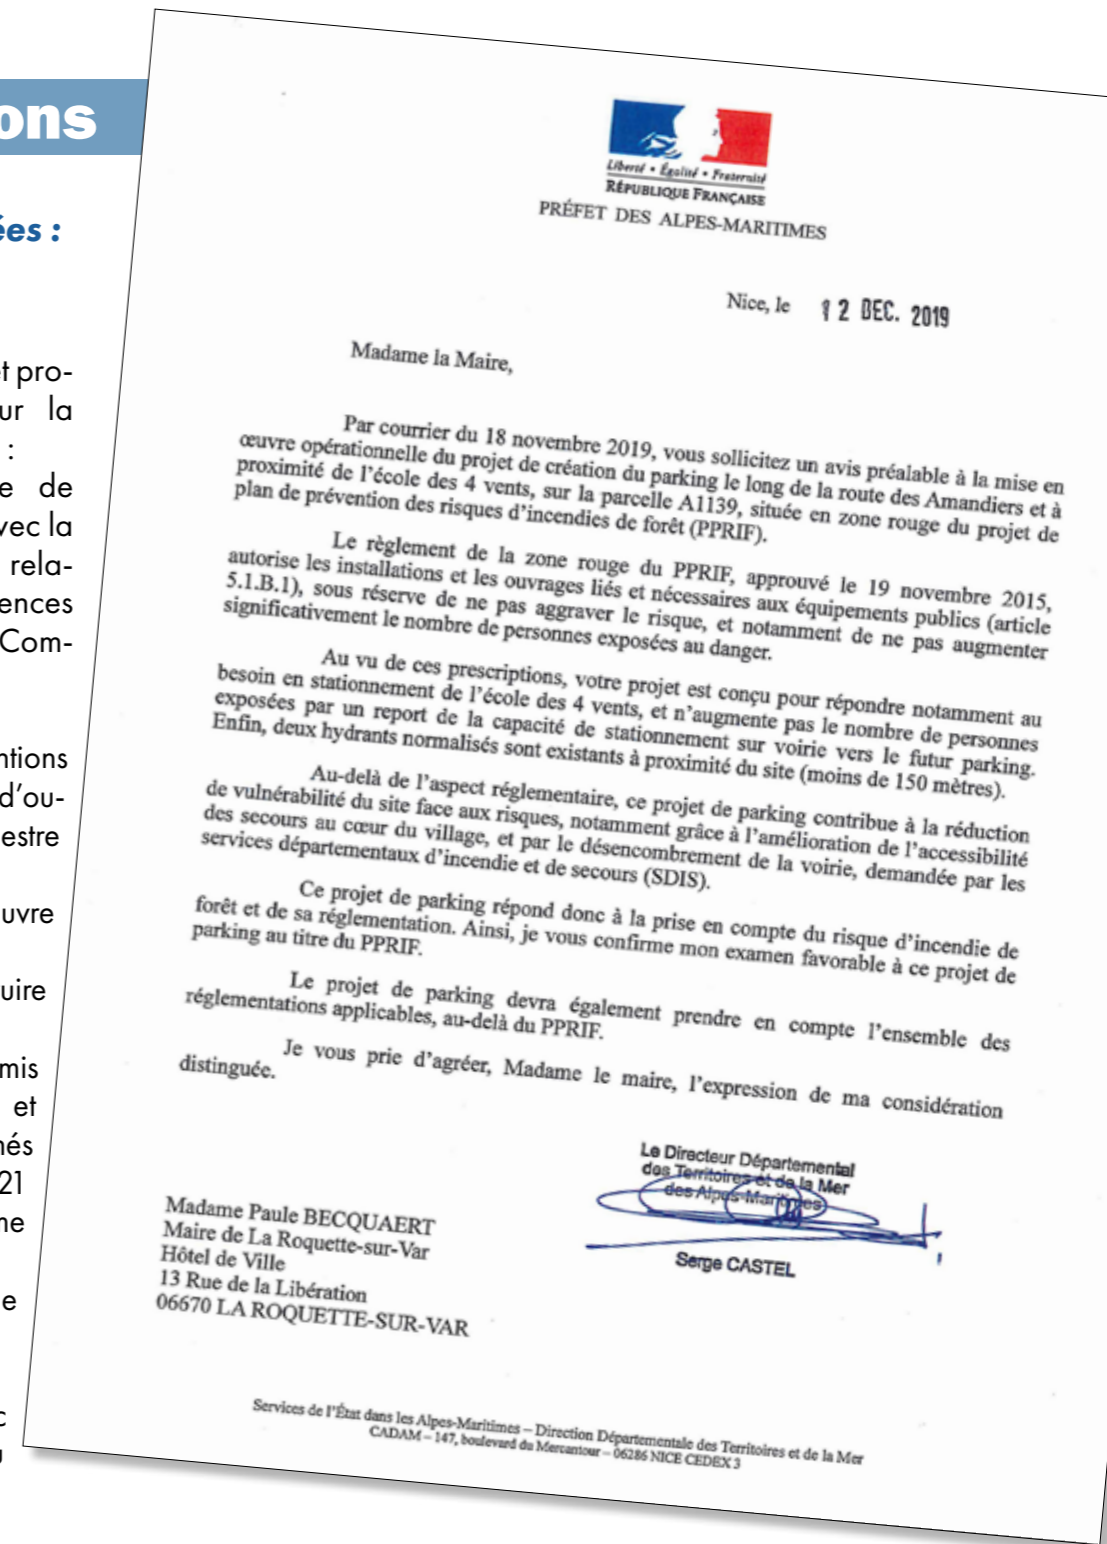 ons
ées :
et pro-
ur la
:
e de
vec la
rela-
ences
Com-
ntions
d'ou-
estre
uvre
uire
mis
et
nés
21
me
e
c
Liberté • Égalité • Fraternité
RÉPUBLIQUE FRANÇAISE
PRÉFET DES ALPES-MARITIMES
Nice, le 12 DEC. 2019
Madame la Maire,
Par courrier du 18 novembre 2019, vous sollicitez un avis préalable à la mise en
œuvre opérationnelle du projet de création du parking le long de la route des Amandiers et à
proximité de l'école des 4 vents, sur la parcelle A1139, située en zone rouge du projet de
plan de prévention des risques d'incendies de forêt (PPRIF).
Le règlement de la zone rouge du PPRIF, approuvé le 19 novembre 2015,
autorise les installations et les ouvrages liés et nécessaires aux équipements publics (article
5.1.B.1), sous réserve de ne pas aggraver le risque, et notamment de ne pas augmenter
significativement le nombre de personnes exposées au danger.
Au vu de ces prescriptions, votre projet est conçu pour répondre notamment au
besoin en stationnement de l'école des 4 vents, et n'augmente pas le nombre de personnes
exposées par un report de la capacité de stationnement sur voirie vers le futur parking.
Enfin, deux hydrants normalisés sont existants à proximité du site (moins de 150 mètres).
Au-delà de l'aspect réglementaire, ce projet de parking contribue à la réduction
de vulnérabilité du site face aux risques, notamment grâce à l'amélioration de l'accessibilité
des secours au cœur du village, et par le désencombrement de la voirie, demandée par les
services départementaux d'incendie et de secours (SDIS).
Ce projet de parking répond donc à la prise en compte du risque d'incendie de
forêt et de sa réglementation. Ainsi, je vous confirme mon examen favorable à ce projet de
parking au titre du PPRIF.
Le projet de parking devra également prendre en compte l'ensemble des
réglementations applicables, au-delà du PPRIF.
Je vous prie d'agréer, Madame le maire, l'expression de ma considération
distinguée.
Le Directeur Départemental
des Territoires et de la Mer
des Alpes-Maritimes
Serge CASTEL
Madame Paule BECQUAERT
Maire de La Roquette-sur-Var
Hôtel de Ville
13 Rue de la Libération
06670 LA ROQUETTE-SUR-VAR
Services de l'État dans les Alpes-Maritimes – Direction Départementale des Territoires et de la Mer
CADAM – 147, boulevard du Mercantour – 06286 NICE CEDEX 3